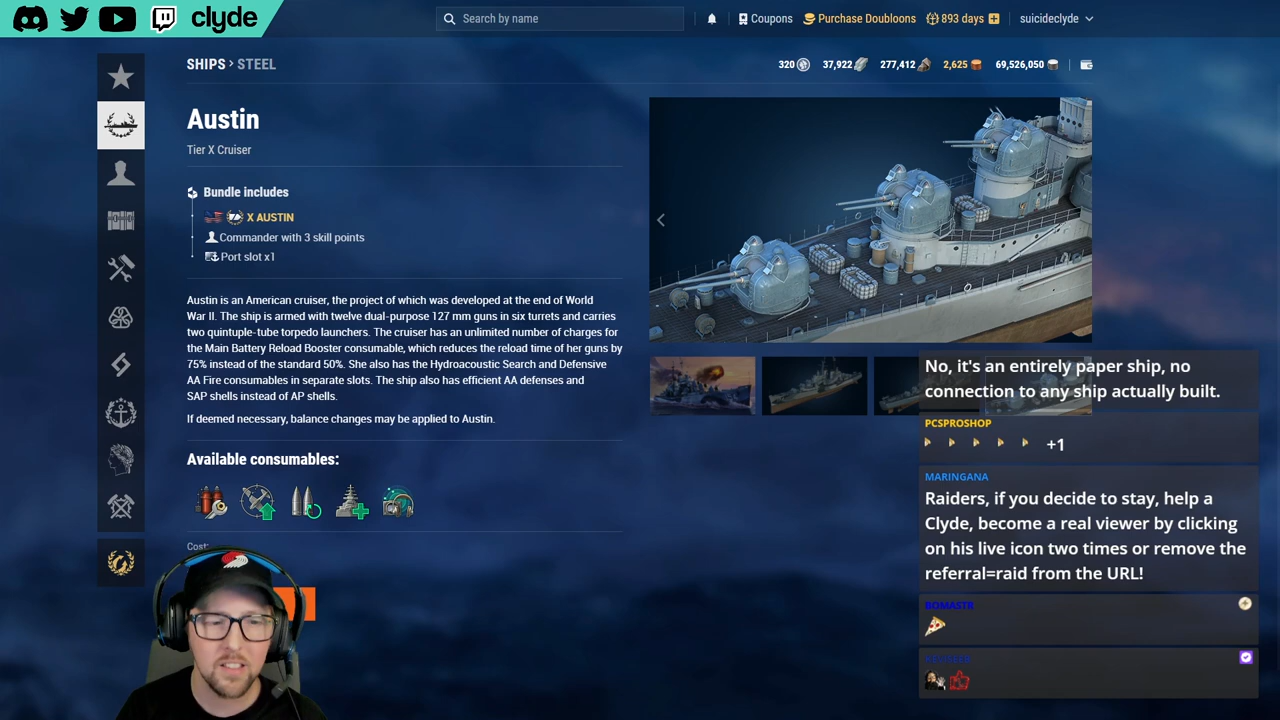 clyde
Search by name
Coupons
Purchase Doubloons
893 days
suicideclyde
SHIPS > STEEL
320
37,922
277,412
2,625
69,526,050
Austin
Tier X Cruiser
Bundle includes
X AUSTIN
Commander with 3 skill points
Port slot x1
Austin is an American cruiser, the project of which was developed at the end of World
War II. The ship is armed with twelve dual-purpose 127 mm guns in six turrets and carries
two quintuple-tube torpedo launchers. The cruiser has an unlimited number of charges for
the Main Battery Reload Booster consumable, which reduces the reload time of her guns by
75% instead of the standard 50%. She also has the Hydroacoustic Search and Defensive
AA Fire consumables in separate slots. The ship also has efficient AA defenses and
SAP shells instead of AP shells.
If deemed necessary, balance changes may be applied to Austin.
Available consumables:
Cost:
No, it's an entirely paper ship, no
connection to any ship actually built.
PCSPROSHOP
+1
MARINGANA
Raiders, if you decide to stay, help a
Clyde, become a real viewer by clicking
on his live icon two times or remove the
referral=raid from the URL!
BOMASTR